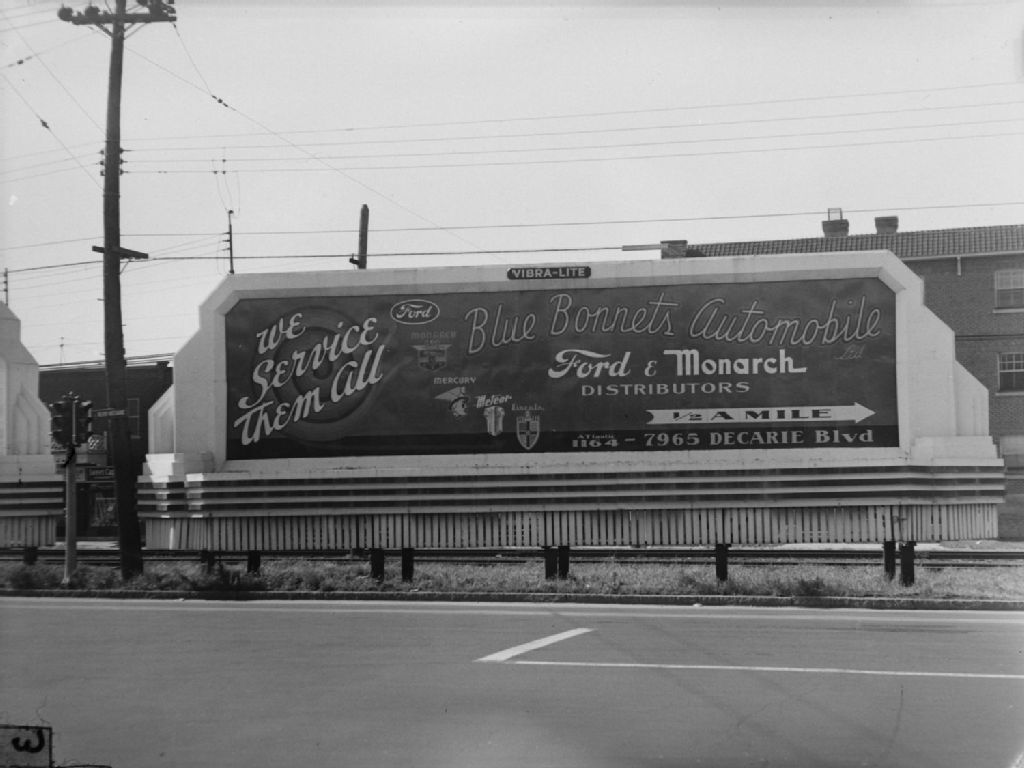 VIBRA-LITE
We
Service
Them All
Ford
MONARCH
MERCURY
Meteor
Lincoln
Blue Bonnets Automobile
Ltd
Ford & Monarch
DISTRIBUTORS
1/2 A MILE
ATlantic
1164 - 7965 DECARIE Blvd
3